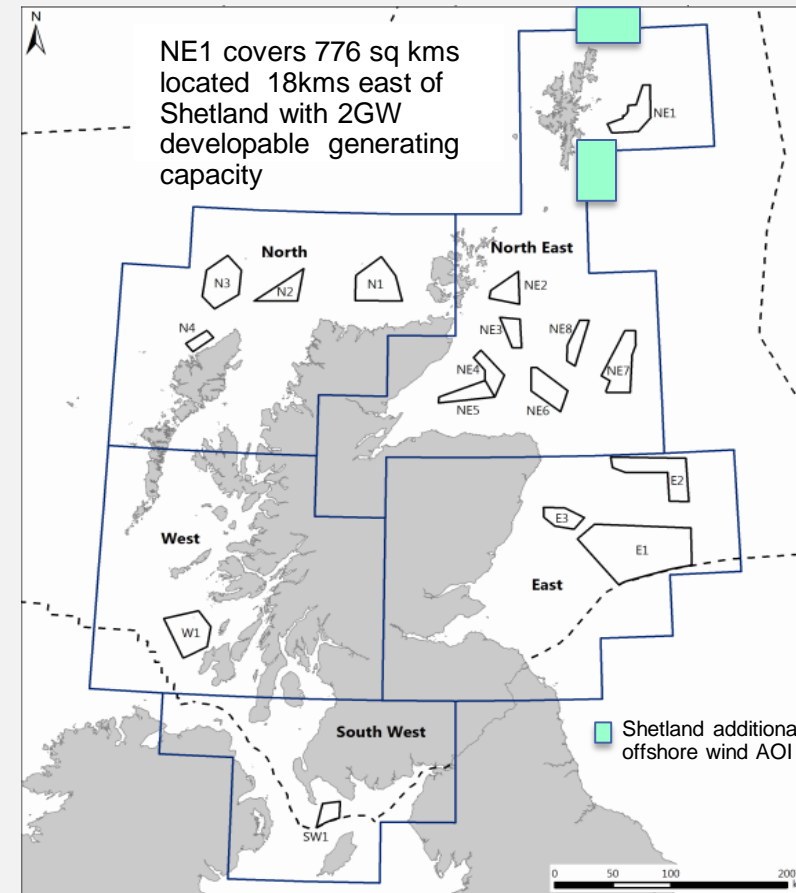 N
NE1 covers 776 sq kms
located 18kms east of
Shetland with 2GW
developable generating
capacity
NE1
North
North East
N3
N2
N1
NE2
N4
NE3
NE8
NE4
NE7
NE5
NE6
E2
E3
West
E1
East
W1
South West
Shetland additiona
offshore wind AOI
SW1
0 50 100 200